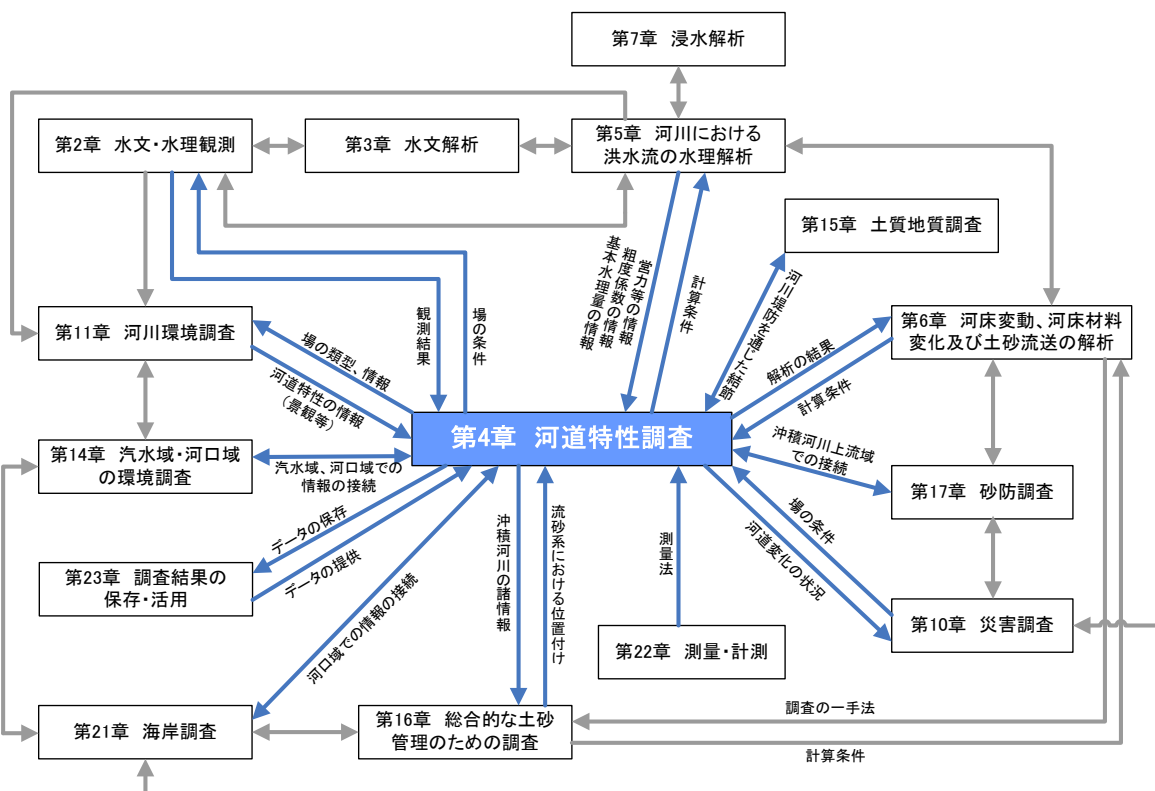 第7章 浸水解析
第2章 水文・水理観測
第3章 水文解析
第5章 河川における
洪水流の水理解析
第15章 土質地質調査
営力等の情報
粗度係数の情報
基本水理量の情報
計算条件
河川堤防を通じた結節
観測結果
場の条件
第11章 河川環境調査
第6章 河床変動、河床材料
変化及び土砂流送の解析
場の類型、情報
河道特性の情報
(景観等)
解析の結果
計算条件
第4章 河道特性調査
第14章 汽水域・河口域
の環境調査
汽水域、河口域での
情報の接続
沖積河川上流域
での接続
第17章 砂防調査
データの保存
データの提供
第23章 調査結果の
保存・活用
河口域での情報の接続
沖積河川の諸情報
流砂系における位置付け
測量法
場の条件
河道変化の状況
第10章 災害調査
第22章 測量・計測
第21章 海岸調査
第16章 総合的な土砂
管理のための調査
調査の一手法
計算条件